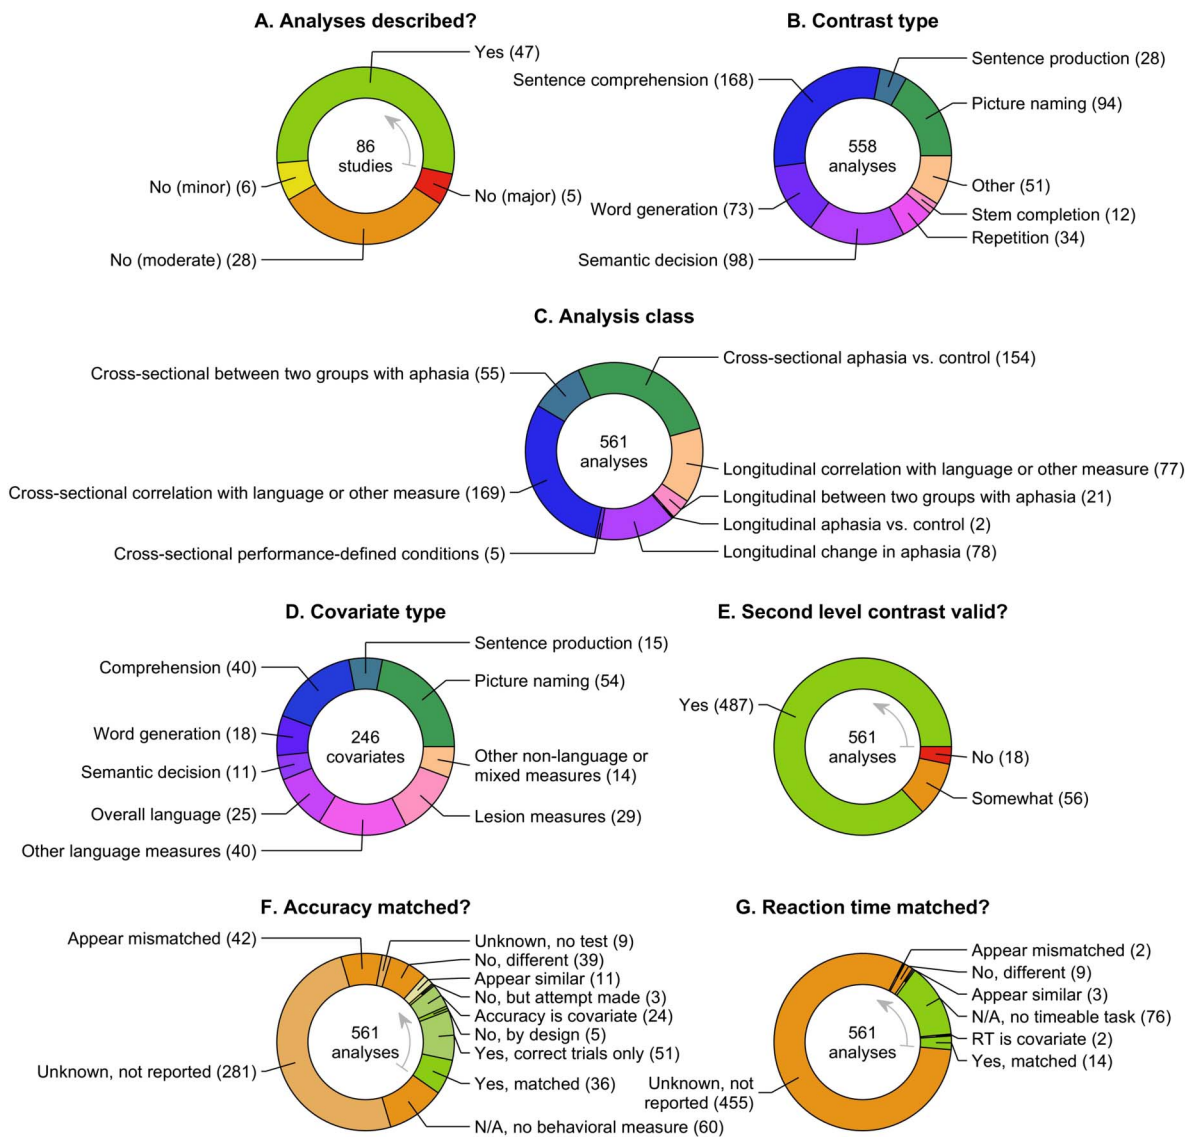 A. Analyses described?
Yes (47)
86
studies
No (minor) (6)
No (major) (5)
No (moderate) (28)
B. Contrast type
Sentence production (28)
Sentence comprehension (168)
Picture naming (94)
558
analyses
Other (51)
Word generation (73)
Stem completion (12)
Repetition (34)
Semantic decision (98)
C. Analysis class
Cross-sectional aphasia vs. control (154)
Cross-sectional between two groups with aphasia (55)
561
analyses
Longitudinal correlation with language or other measure (77)
Cross-sectional correlation with language or other measure (169)
Longitudinal between two groups with aphasia (21)
Longitudinal aphasia vs. control (2)
Cross-sectional performance-defined conditions (5)
Longitudinal change in aphasia (78)
D. Covariate type
Sentence production (15)
Comprehension (40)
Picture naming (54)
Word generation (18)
246
covariates
Other non-language or
mixed measures (14)
Semantic decision (11)
Overall language (25)
Lesion measures (29)
Other language measures (40)
E. Second level contrast valid?
Yes (487)
561
analyses
No (18)
Somewhat (56)
F. Accuracy matched?
Appear mismatched (42)
Unknown, no test (9)
No, different (39)
Appear similar (11)
No, but attempt made (3)
Accuracy is covariate (24)
561
analyses
No, by design (5)
Yes, correct trials only (51)
Unknown, not reported (281)
Yes, matched (36)
N/A, no behavioral measure (60)
G. Reaction time matched?
Appear mismatched (2)
No, different (9)
Appear similar (3)
N/A, no timeable task (76)
561
analyses
RT is covariate (2)
Yes, matched (14)
Unknown, not
reported (455)